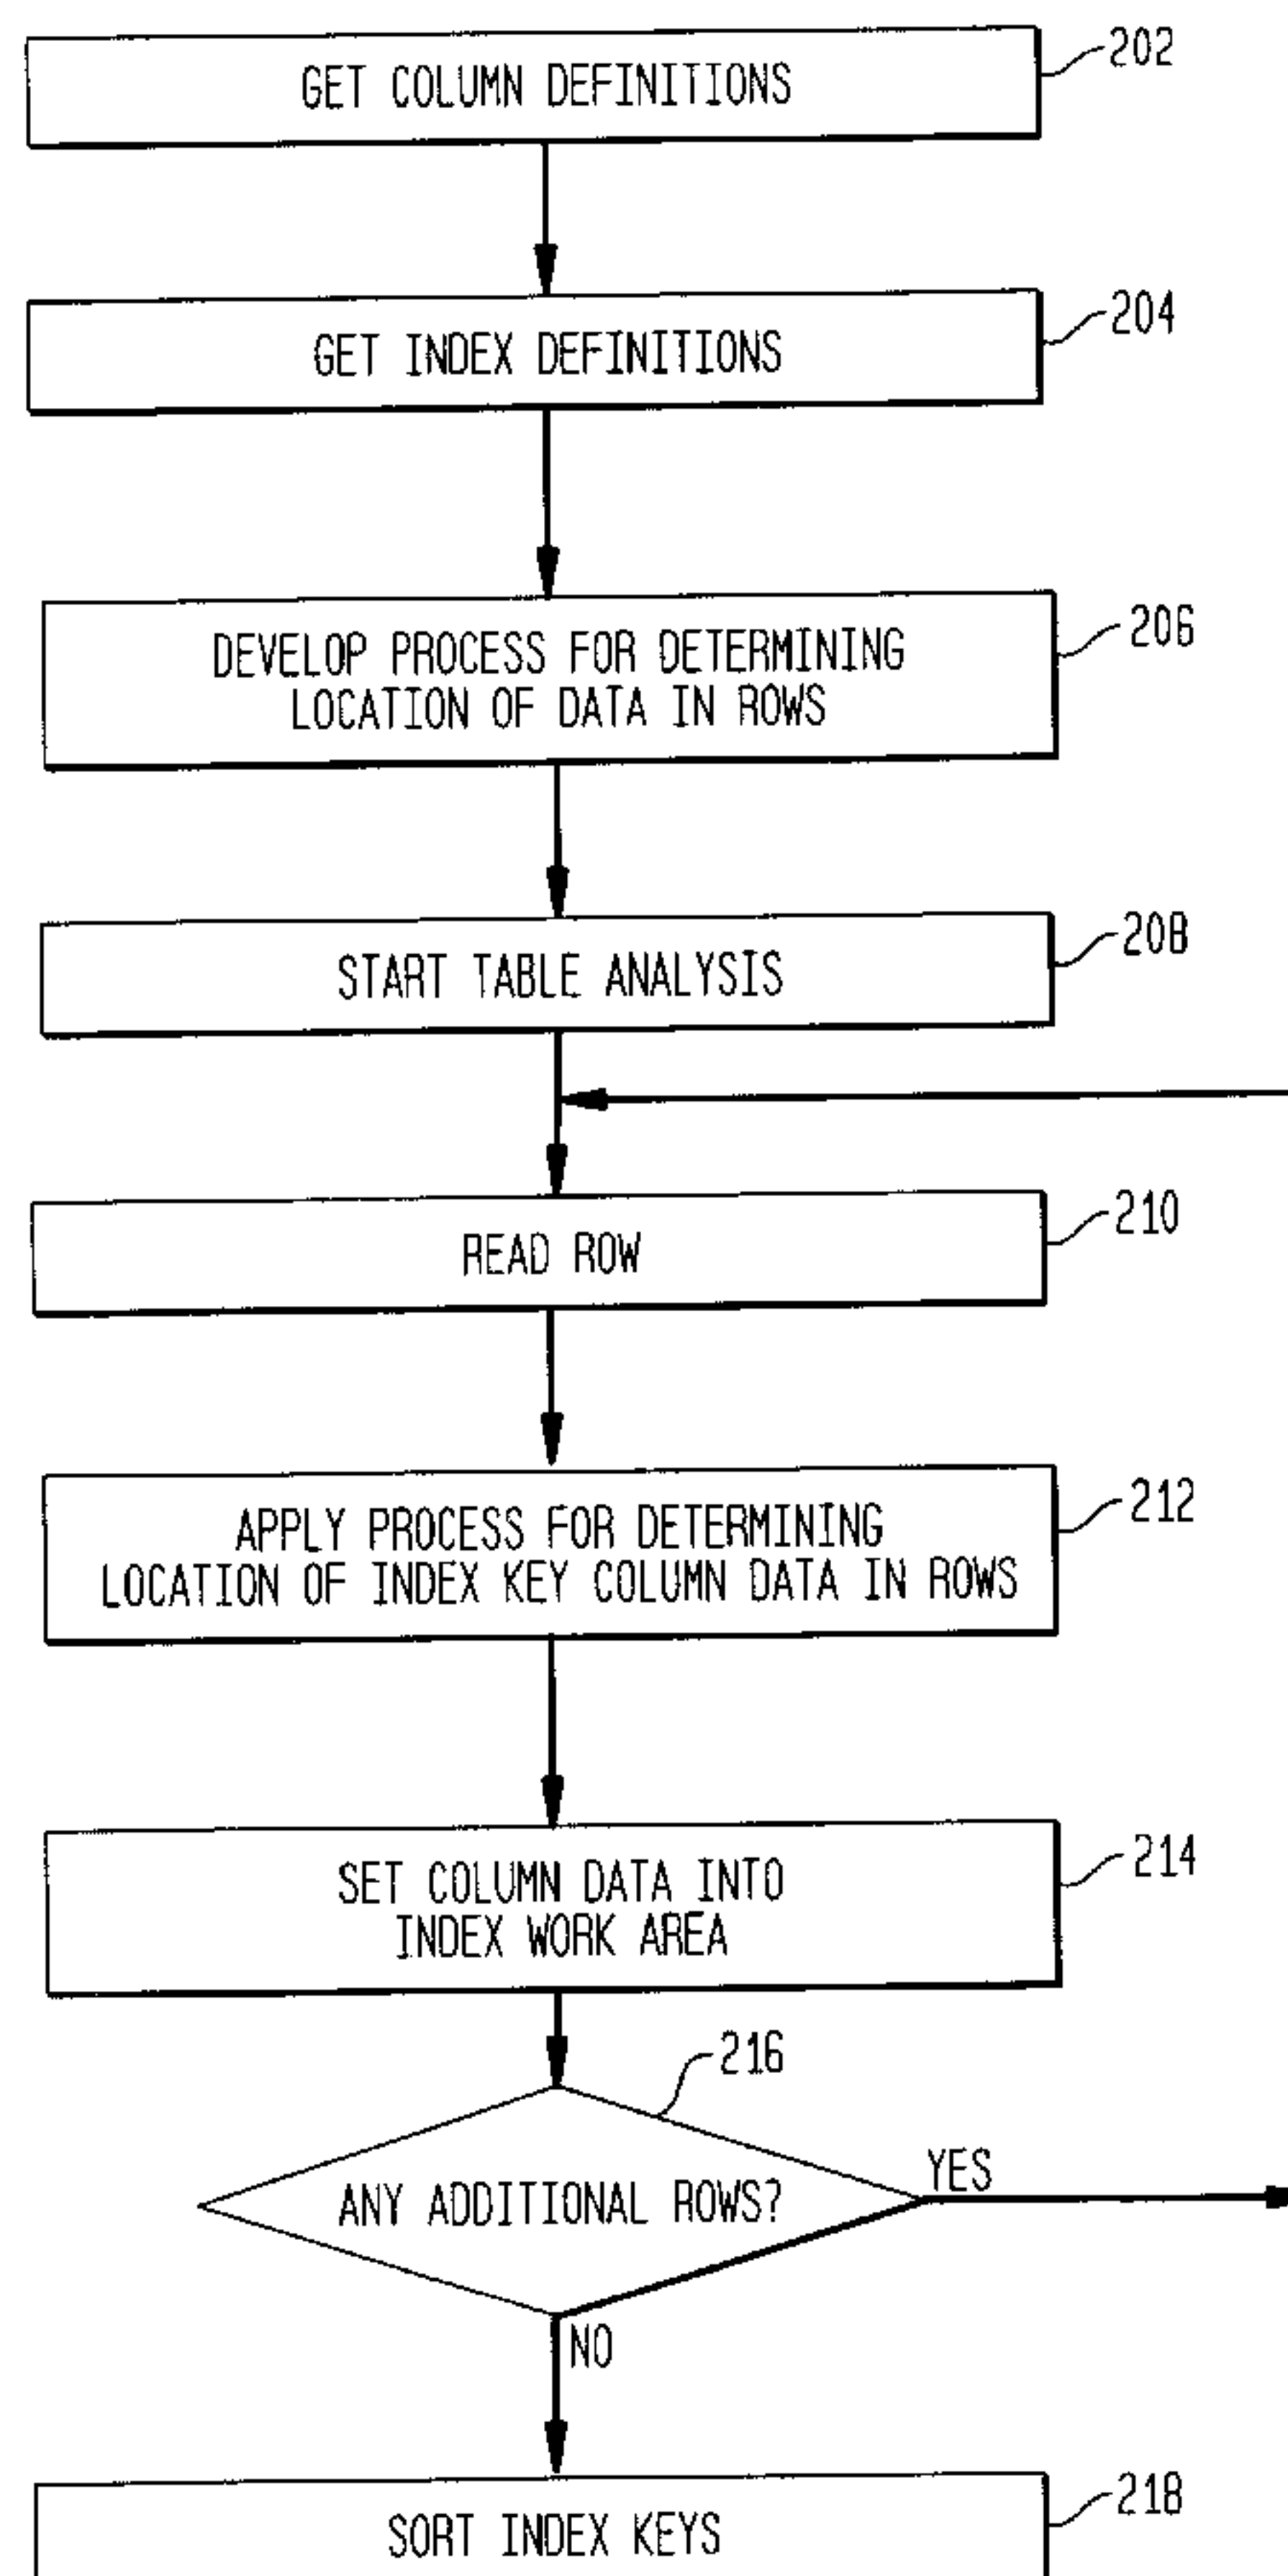 GET COLUMN DEFINITIONS
202
GET INDEX DEFINITIONS
204
DEVELOP PROCESS FOR DETERMINING
LOCATION OF DATA IN ROWS
206
START TABLE ANALYSIS
208
READ ROW
210
APPLY PROCESS FOR DETERMINING
LOCATION OF INDEX KEY COLUMN DATA IN ROWS
212
SET COLUMN DATA INTO
INDEX WORK AREA
214
216
ANY ADDITIONAL ROWS?
YES
NO
SORT INDEX KEYS
218